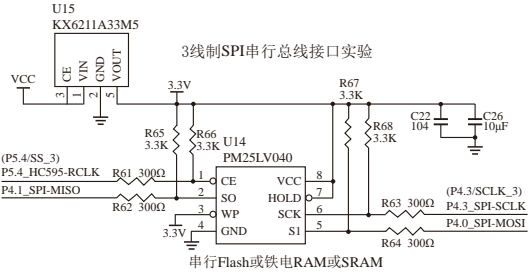 U15
KX6211A33M5
3线制SPI串行总线接口实验
VCC
CE
VIN
GND
VOUT
3
1
2
5
3.3V
R67
3.3K
R65
3.3K
R66
3.3K
U14
PM25LV040
R68
3.3K
C22
104
C26
10μF
(P5.4/SS_3)
P5.4_HC595-RCLK
R61 300Ω
1
CE
VCC
8
P4.1_SPI-MISO
R62 300Ω
2
SO
HOLD
7
(P4.3/SCLK_3)
3
WP
SCK
6
R63 300Ω
P4.3_SPI-SCLK
3.3V
4
GND
S1
5
R64 300Ω
P4.0_SPI-MOSI
串行Flash或铁电RAM或SRAM